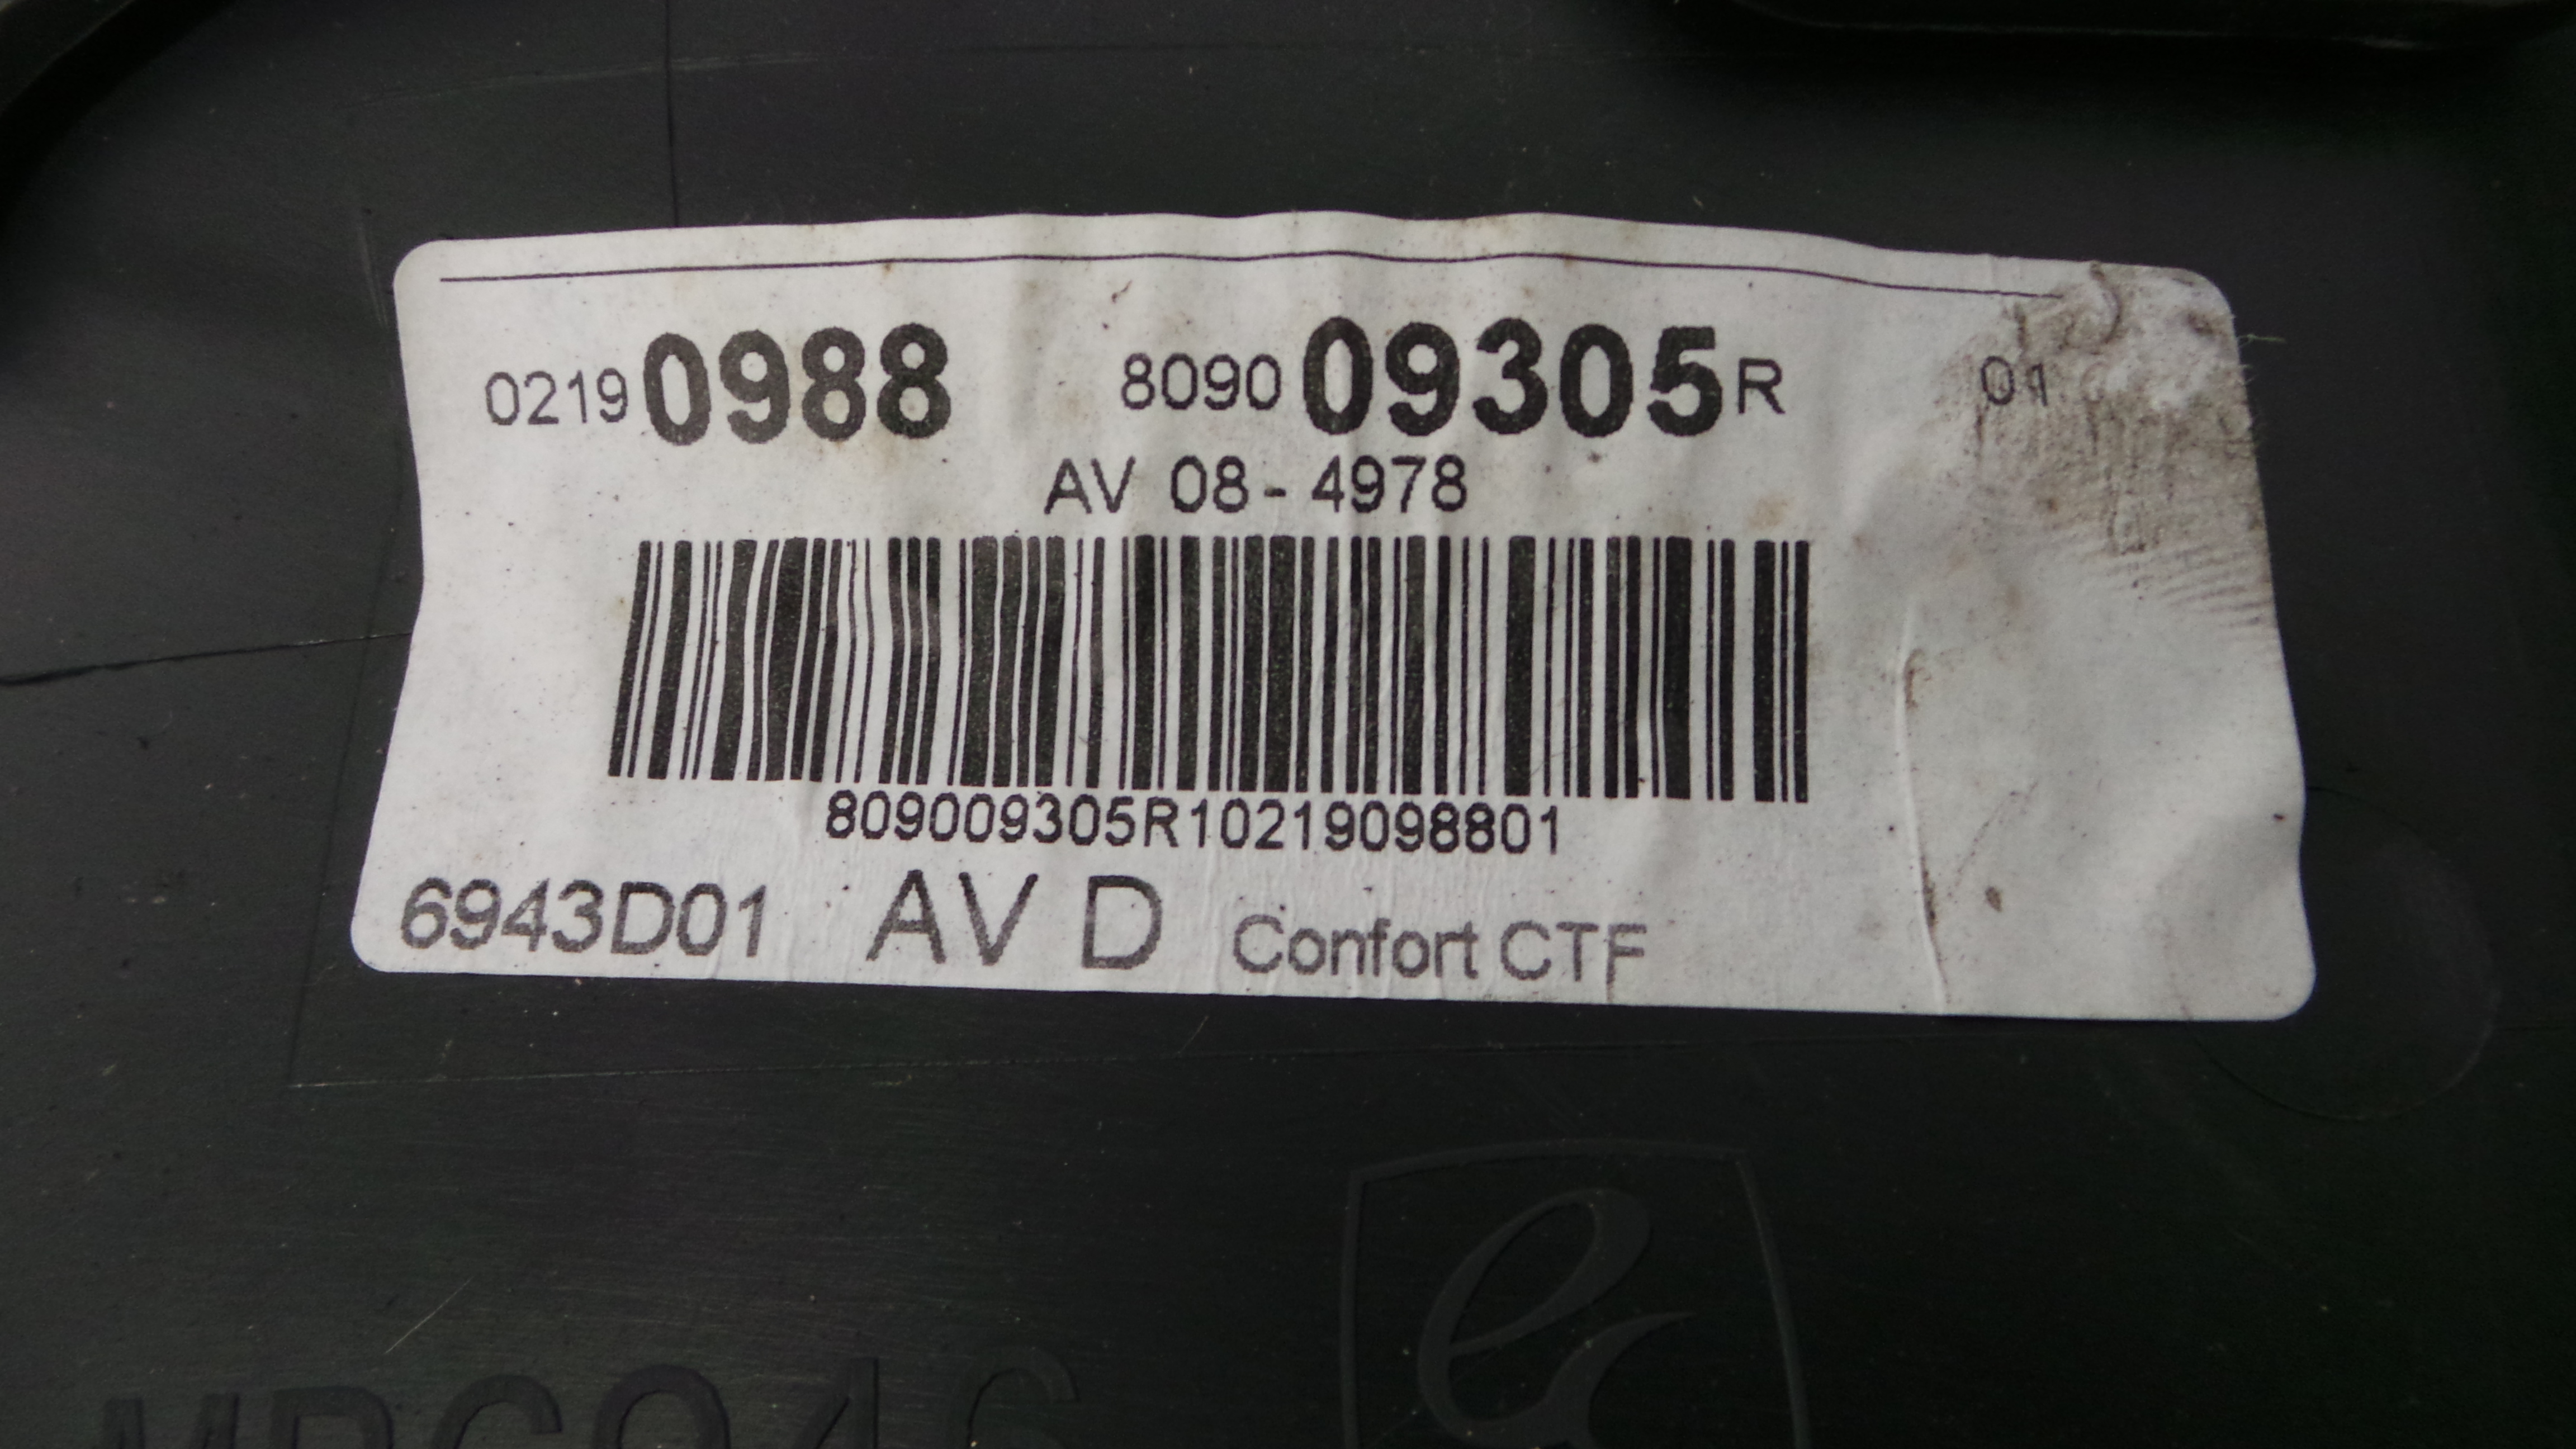 0219 0988 8090 09305 R 01
AV 08 - 4978
809009305R10219098801
6943D01 AV D Confort CTF